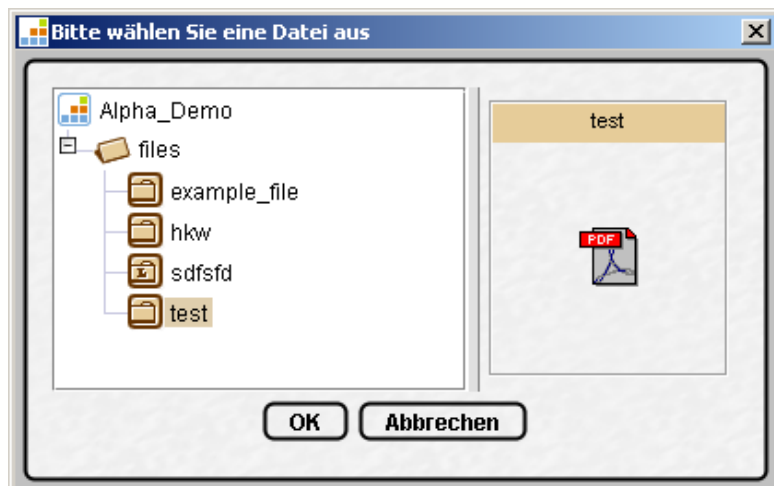 Bitte wählen Sie eine Datei aus
Alpha_Demo
files
example_file
hkw
sdfsfd
test
test
PDF
OK
Abbrechen